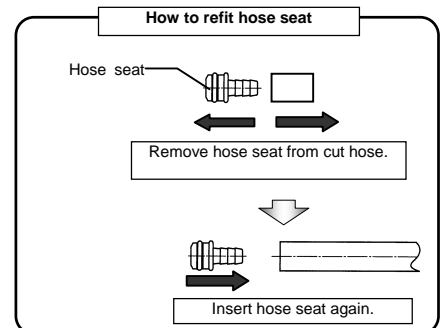 How to refit hose seat
Hose seat
Remove hose seat from cut hose.
Insert hose seat again.